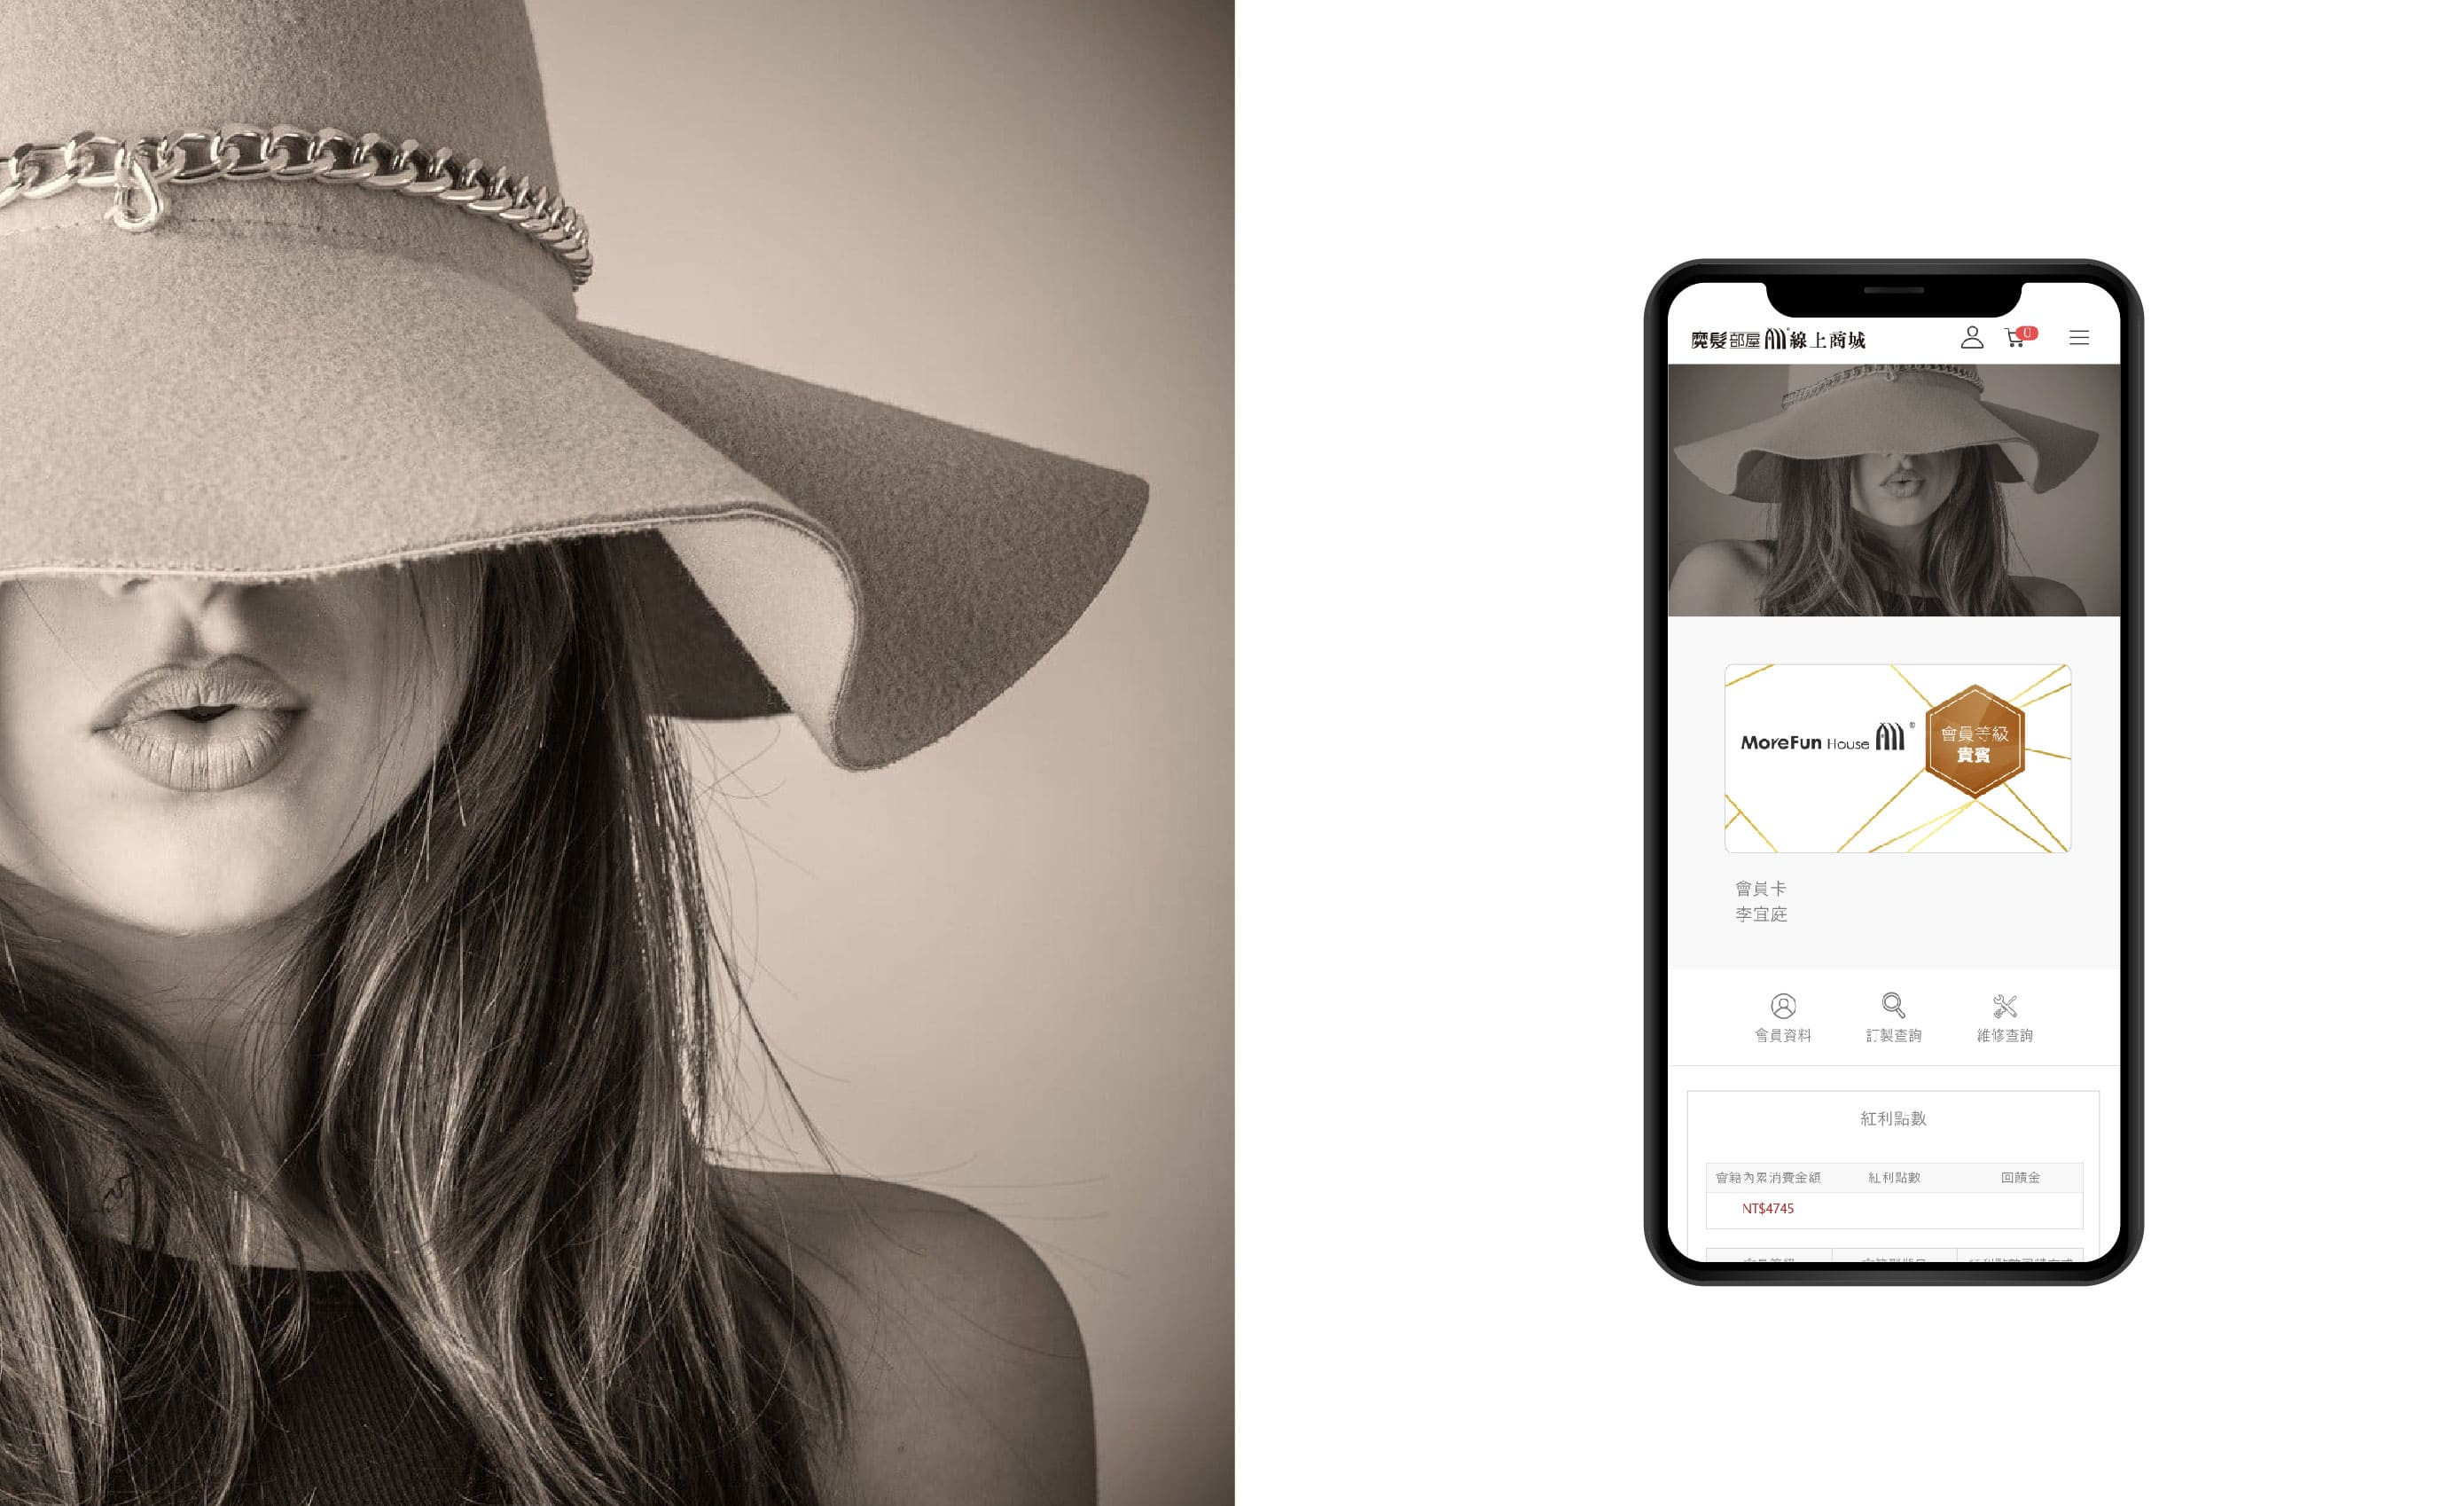 魔髮部屋 線上商城
0
MoreFun House ®
會員等級
貴賓
會員卡
李宜庭
會員資料 訂製查詢 維修查詢
紅利點數
會籍內累消費金額 紅利點數 回饋金
NT$4745